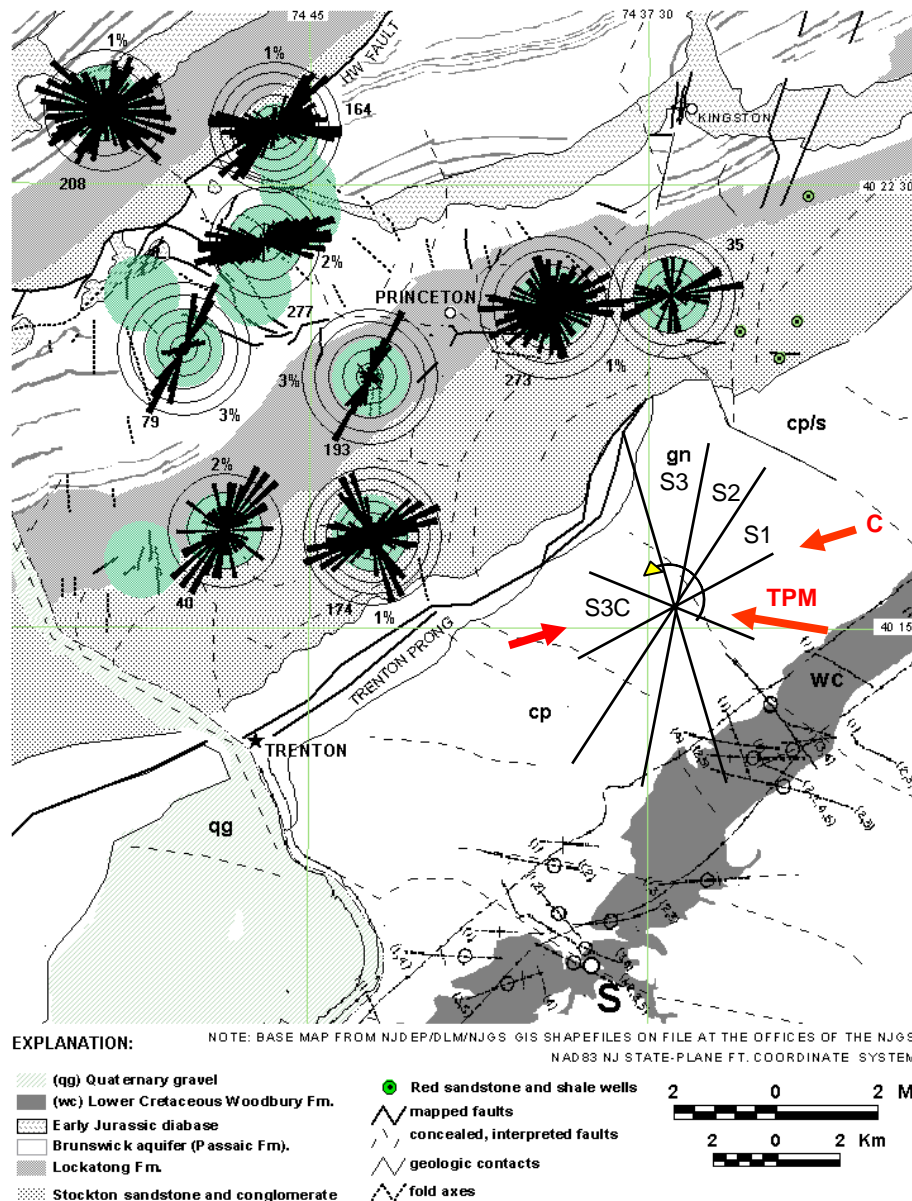 74 45
74 37 30
1%
1%
HW FAULT
164
KINGSTON
208
40 22 30
2%
35
PRINCETON
277
273
1%
3%
79
3%
193
cp/s
gn
S3
S2
2%
S1
C
TPM
S3C
40
174
1%
40 15
TRENTON PRONG
wc
cp
TRENTON
qg
S
EXPLANATION:
NOTE: BASE MAP FROM NJDEP/DLM/NJGS GIS SHAPEFILES ON FILE AT THE OFFICES OF THE NJGS
NAD83 NJ STATE-PLANE FT. COORDINATE SYSTEM
(qg) Quaternary gravel
(wc) Lower Cretaceous Woodbury Fm.
Early Jurassic diabase
Brunswick aquifer (Passaic Fm).
Lockatong Fm.
Stockton sandstone and conglomerate
Red sandstone and shale wells
mapped faults
concealed, interpreted faults
geologic contacts
fold axes
2 0 2 M
2 0 2 Km